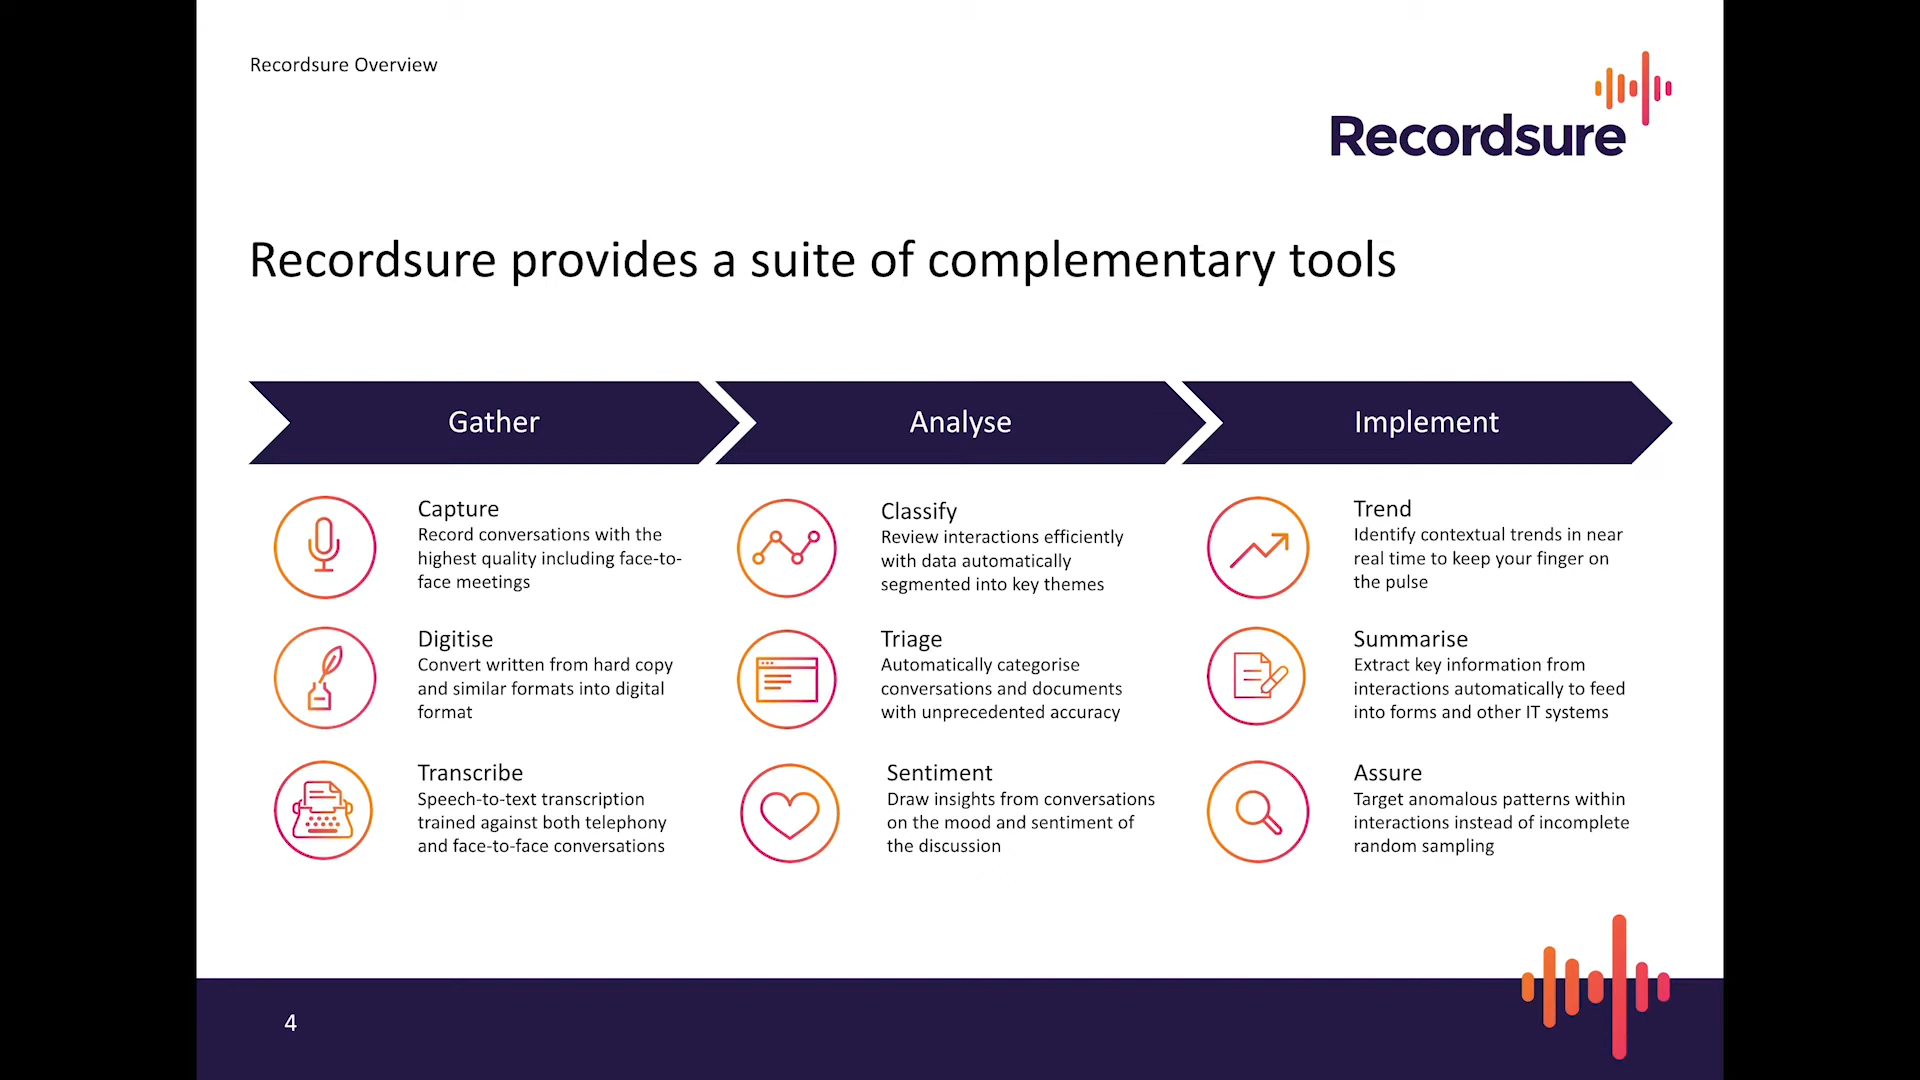 Recordsure Overview
Recordsure
Recordsure provides a suite of complementary tools
Gather
Analyse
Implement
Capture
Record conversations with the
highest quality including face-to-
face meetings
Classify
Review interactions efficiently
with data automatically
segmented into key themes
Trend
Identify contextual trends in near
real time to keep your finger on
the pulse
Digitise
Convert written from hard copy
and similar formats into digital
format
Triage
Automatically categorise
conversations and documents
with unprecedented accuracy
Summarise
Extract key information from
interactions automatically to feed
into forms and other IT systems
Transcribe
Speech-to-text transcription
trained against both telephony
and face-to-face conversations
Sentiment
Draw insights from conversations
on the mood and sentiment of
the discussion
Assure
Target anomalous patterns within
interactions instead of incomplete
random sampling
4